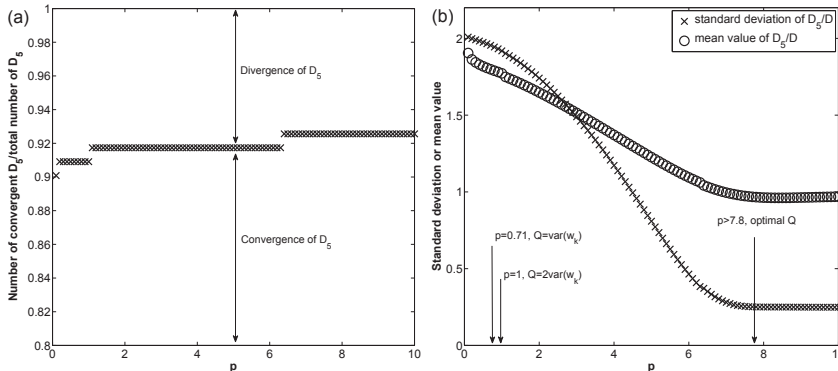 (a)
1
0.98
0.96
0.94
0.92
0.9
0.88
0.86
0.84
0.82
0.8
0
2
4
6
8
10
p
Number of convergent D5/total number of D5
Divergence of D5
Convergence of D5
(b)
2
1.5
1
0.5
0
0
2
4
6
8
10
p
Standard deviation or mean value
standard deviation of D5/D
mean value of D5/D
p=0.71, Q=var(wk)
p=1, Q=2var(wk)
p>7.8, optimal Q